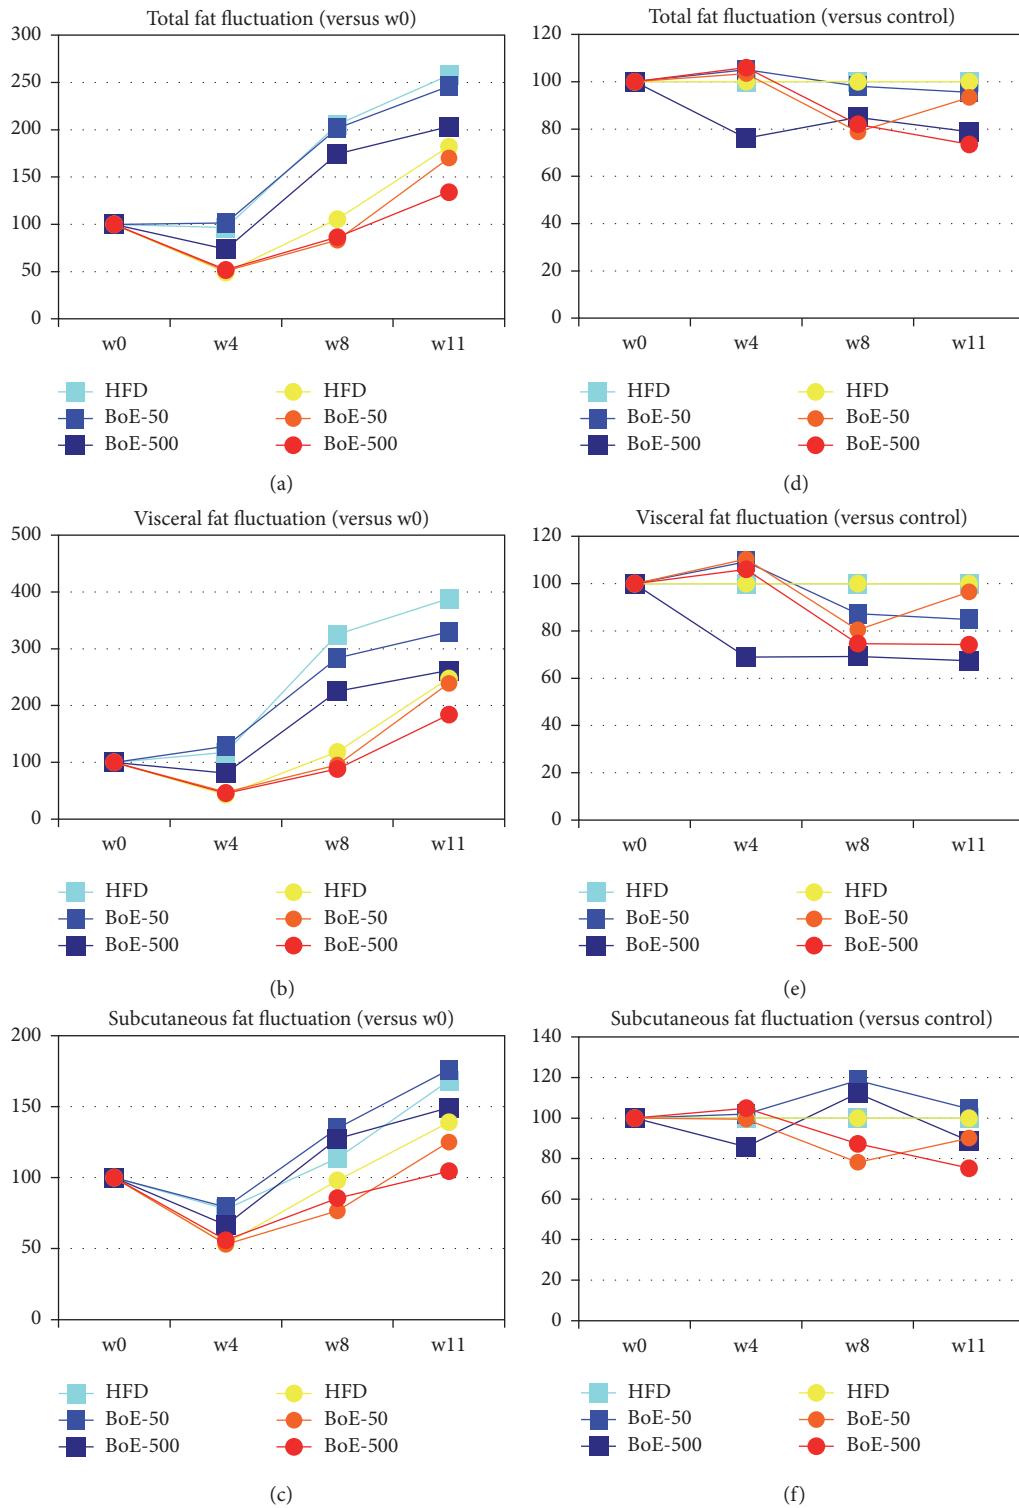 Total fat fluctuation (versus w0)
300
250
200
150
100
50
0
w0 w4 w8 w11
HFD HFD
BoE-50 BoE-50
BoE-500 BoE-500
(a)
Total fat fluctuation (versus control)
120
100
80
60
40
20
0
w0 w4 w8 w11
HFD HFD
BoE-50 BoE-50
BoE-500 BoE-500
(d)
Visceral fat fluctuation (versus w0)
500
400
300
200
100
0
w0 w4 w8 w11
HFD HFD
BoE-50 BoE-50
BoE-500 BoE-500
(b)
Visceral fat fluctuation (versus control)
120
100
80
60
40
20
0
w0 w4 w8 w11
HFD HFD
BoE-50 BoE-50
BoE-500 BoE-500
(e)
Subcutaneous fat fluctuation (versus w0)
200
150
100
50
0
w0 w4 w8 w11
HFD HFD
BoE-50 BoE-50
BoE-500 BoE-500
(c)
Subcutaneous fat fluctuation (versus control)
140
120
100
80
60
40
20
0
w0 w4 w8 w11
HFD HFD
BoE-50 BoE-50
BoE-500 BoE-500
(f)